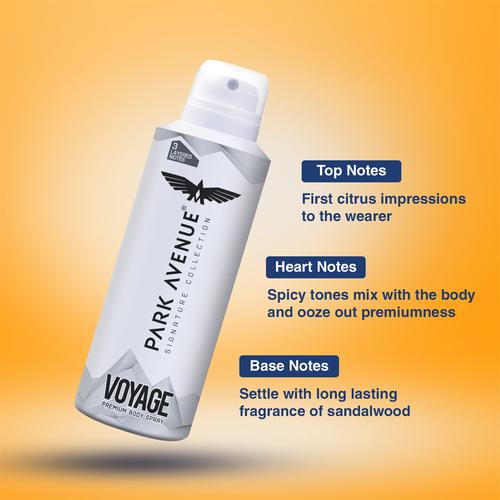 3
LAYERED
NOTES
PARK AVENUE®
SIGNATURE COLLECTION
VOYAGE
PREMIUM BODY SPRAY
Top Notes
First citrus impressions
to the wearer
Heart Notes
Spicy tones mix with the body
and ooze out premiumness
Base Notes
Settle with long lasting
fragrance of sandalwood